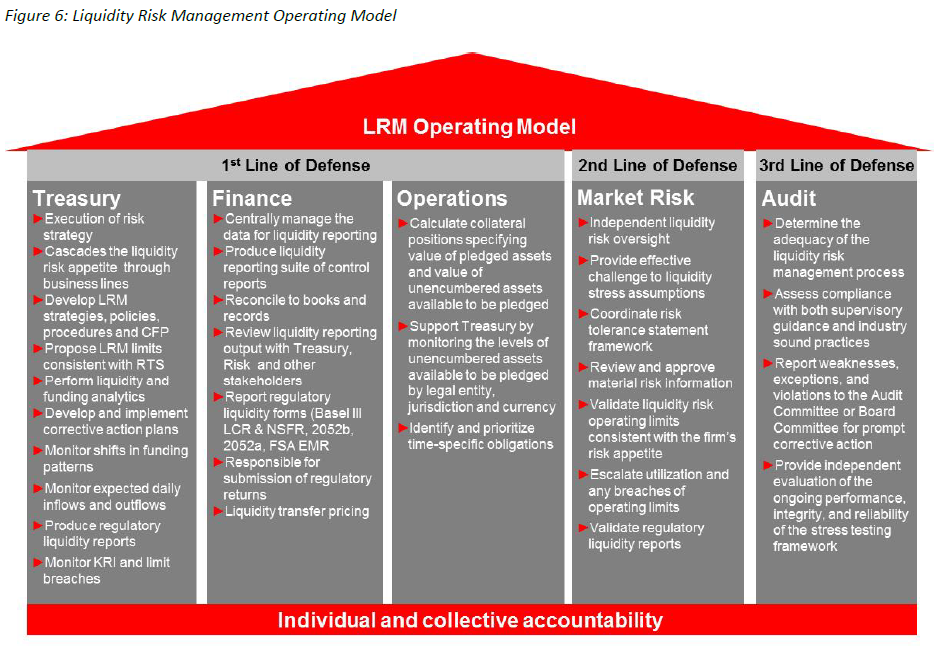 Figure 6: Liquidity Risk Management Operating Model
LRM Operating Model
1st Line of Defense
2nd Line of Defense
3rd Line of Defense
Treasury
Execution of risk
strategy
Cascades the liquidity
risk appetite through
business lines
Develop LRM
strategies, policies,
procedures and CFP
Propose LRM limits
consistent with RTS
Perform liquidity and
funding analytics
Develop and implement
corrective action plans
Monitor shifts in funding
patterns
Monitor expected daily
inflows and outflows
Produce regulatory
liquidity reports
Monitor KRI and limit
breaches
Finance
Centrally manage the
data for liquidity reporting
Produce liquidity
reporting suite of control
reports
Reconcile to books and
records
Review liquidity reporting
output with Treasury,
Risk and other
stakeholders
Report regulatory
liquidity forms (Basel III
LCR & NSFR, 2052b,
2052a, FSA EMR
Responsible for
submission of regulatory
returns
Liquidity transfer pricing
Operations
Calculate collateral
positions specifying
value of pledged assets
and value of
unencumbered assets
available to be pledged
Support Treasury by
monitoring the levels of
unencumbered assets
available to be pledged
by legal entity,
jurisdiction and currency
Identify and prioritize
time-specific obligations
Market Risk
Independent liquidity
risk oversight
Provide effective
challenge to liquidity
stress assumptions
Coordinate risk
tolerance statement
framework
Review and approve
material risk information
Validate liquidity risk
operating limits
consistent with the firm's
risk appetite
Escalate utilization and
any breaches of
operating limits
Validate regulatory
liquidity reports
Audit
Determine the
adequacy of the
liquidity risk
management process
Assess compliance
with both supervisory
guidance and industry
sound practices
Report weaknesses,
exceptions, and
violations to the Audit
Committee or Board
Committee for prompt
corrective action
Provide independent
evaluation of the
ongoing performance,
integrity, and reliability
of the stress testing
framework
Individual and collective accountability